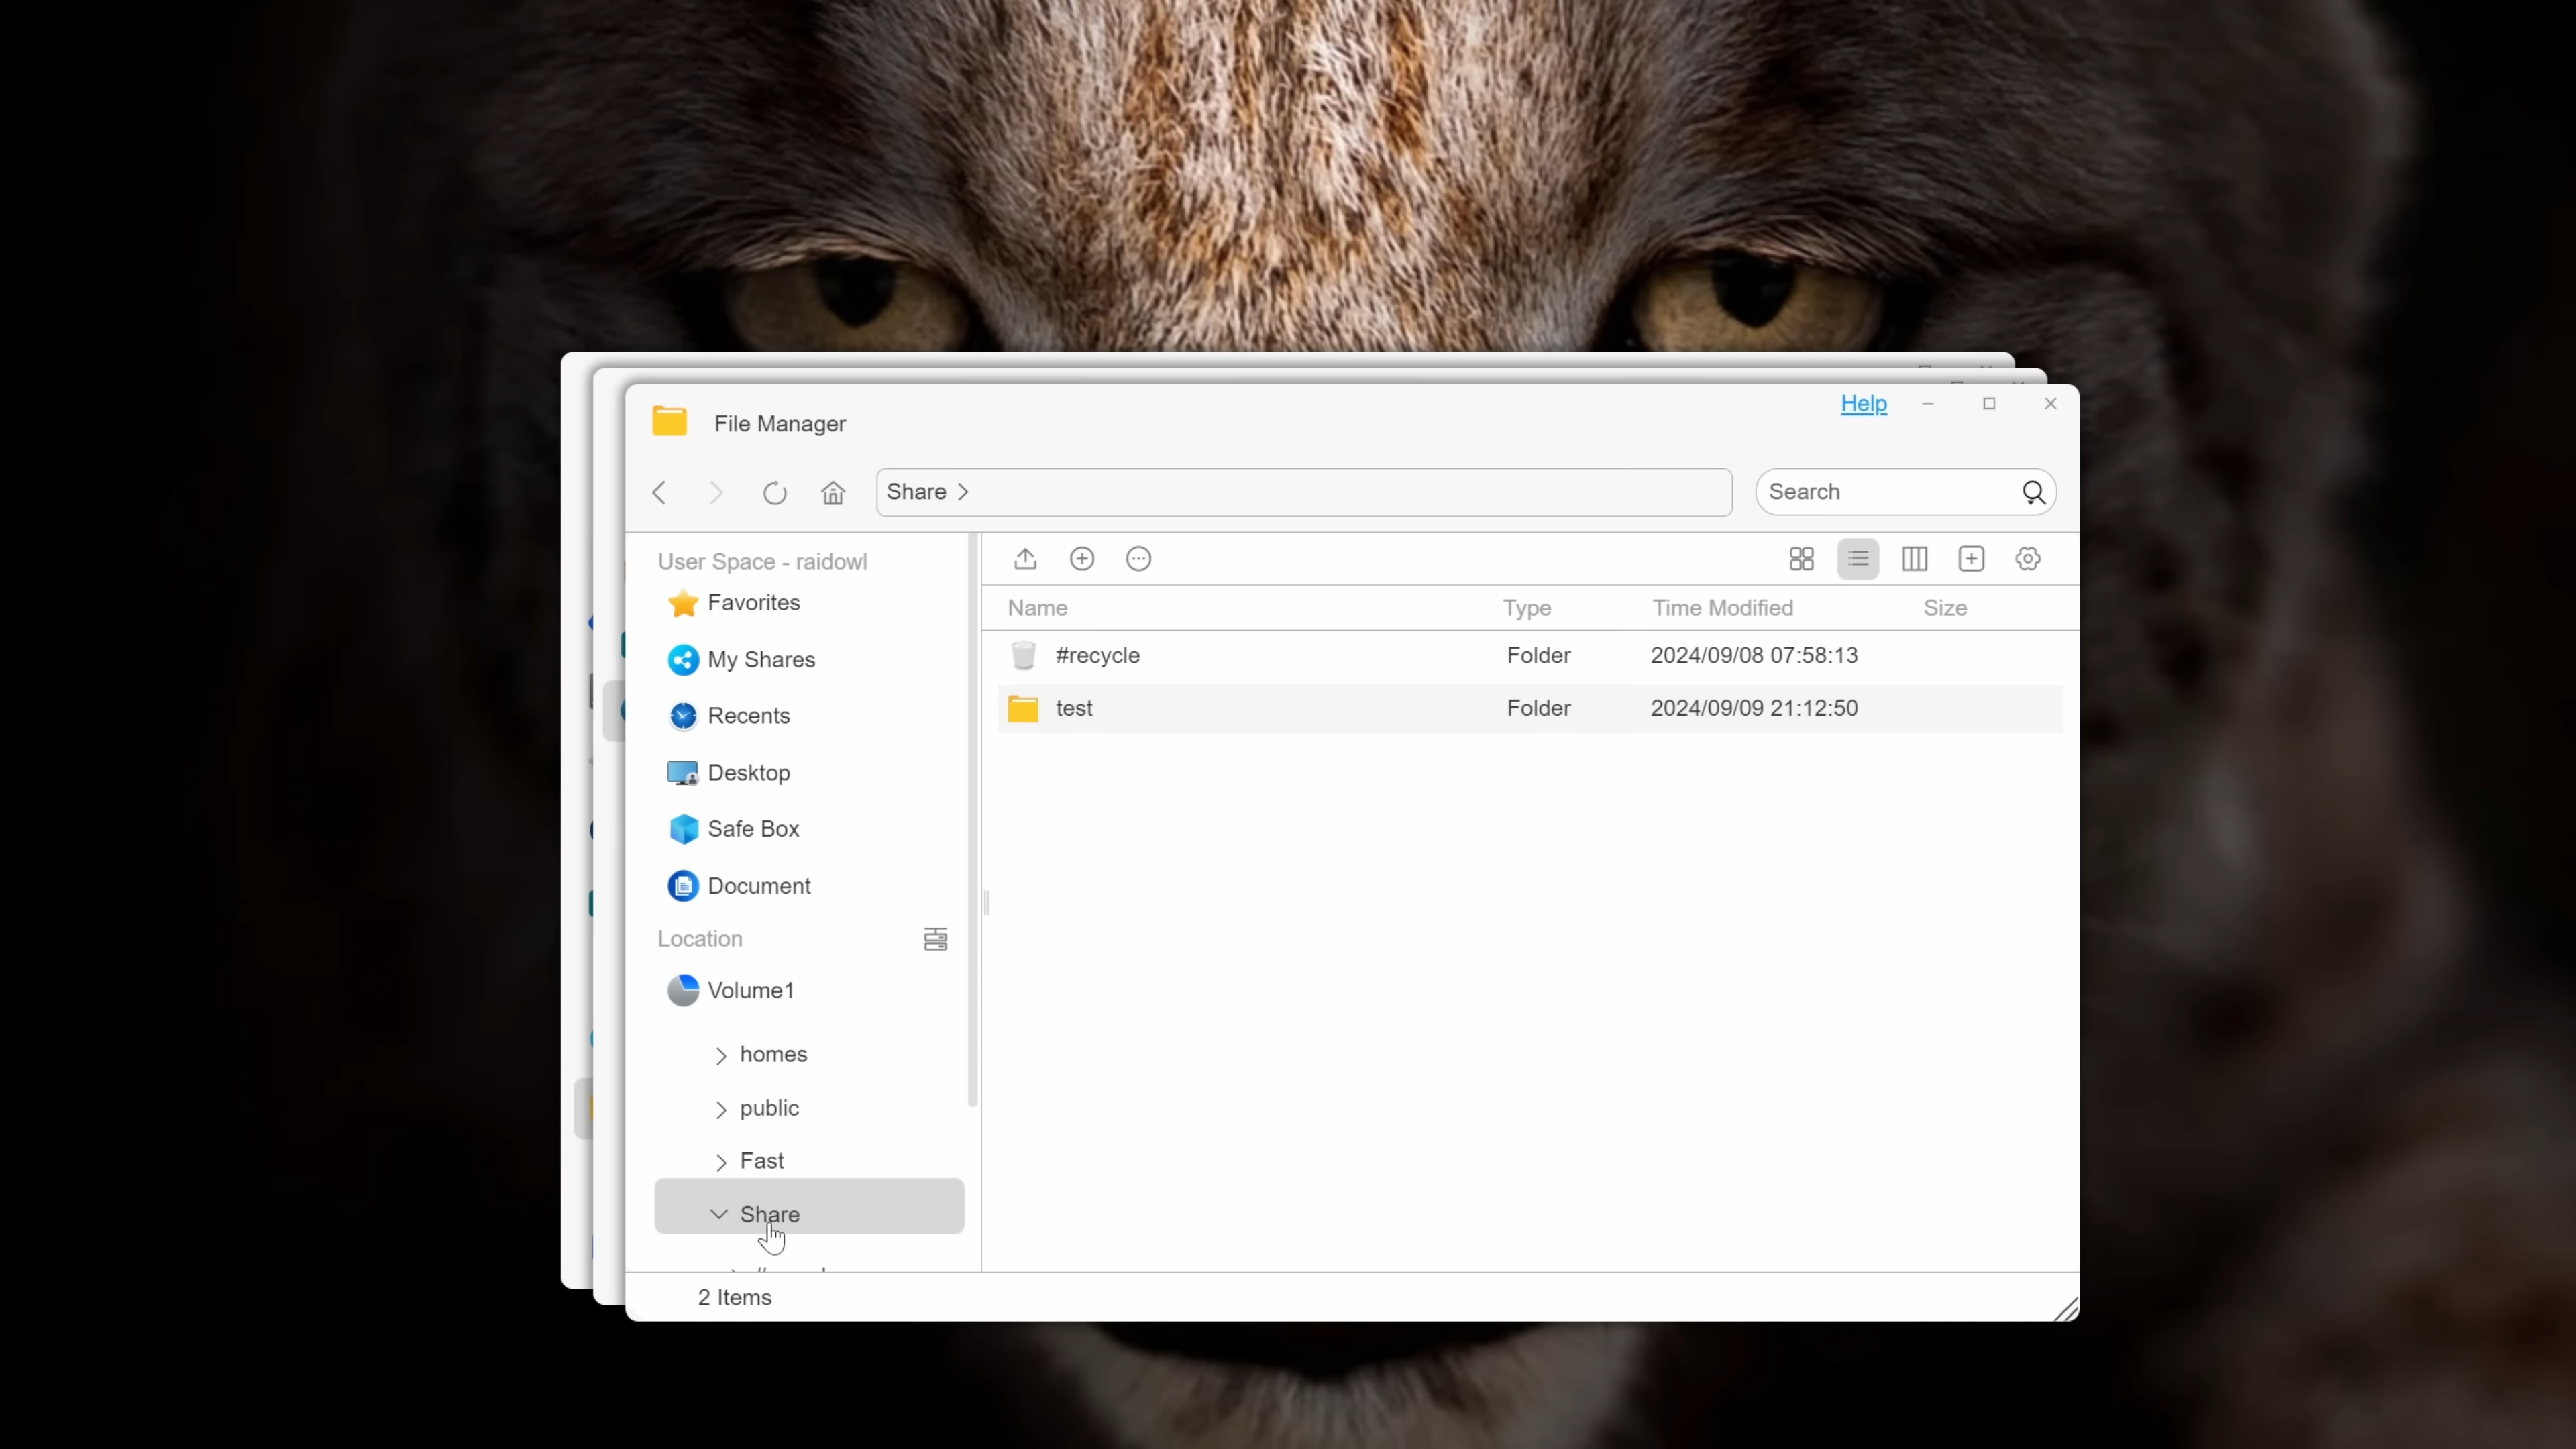 File Manager
Help
Share
Search
User Space - raidowl
Favorites
My Shares
Recents
Desktop
Safe Box
Document
Location
Volume1
homes
public
Fast
Share
Name Type Time Modified Size
#recycle Folder 2024/09/08 07:58:13
test Folder 2024/09/09 21:12:50
2 Items